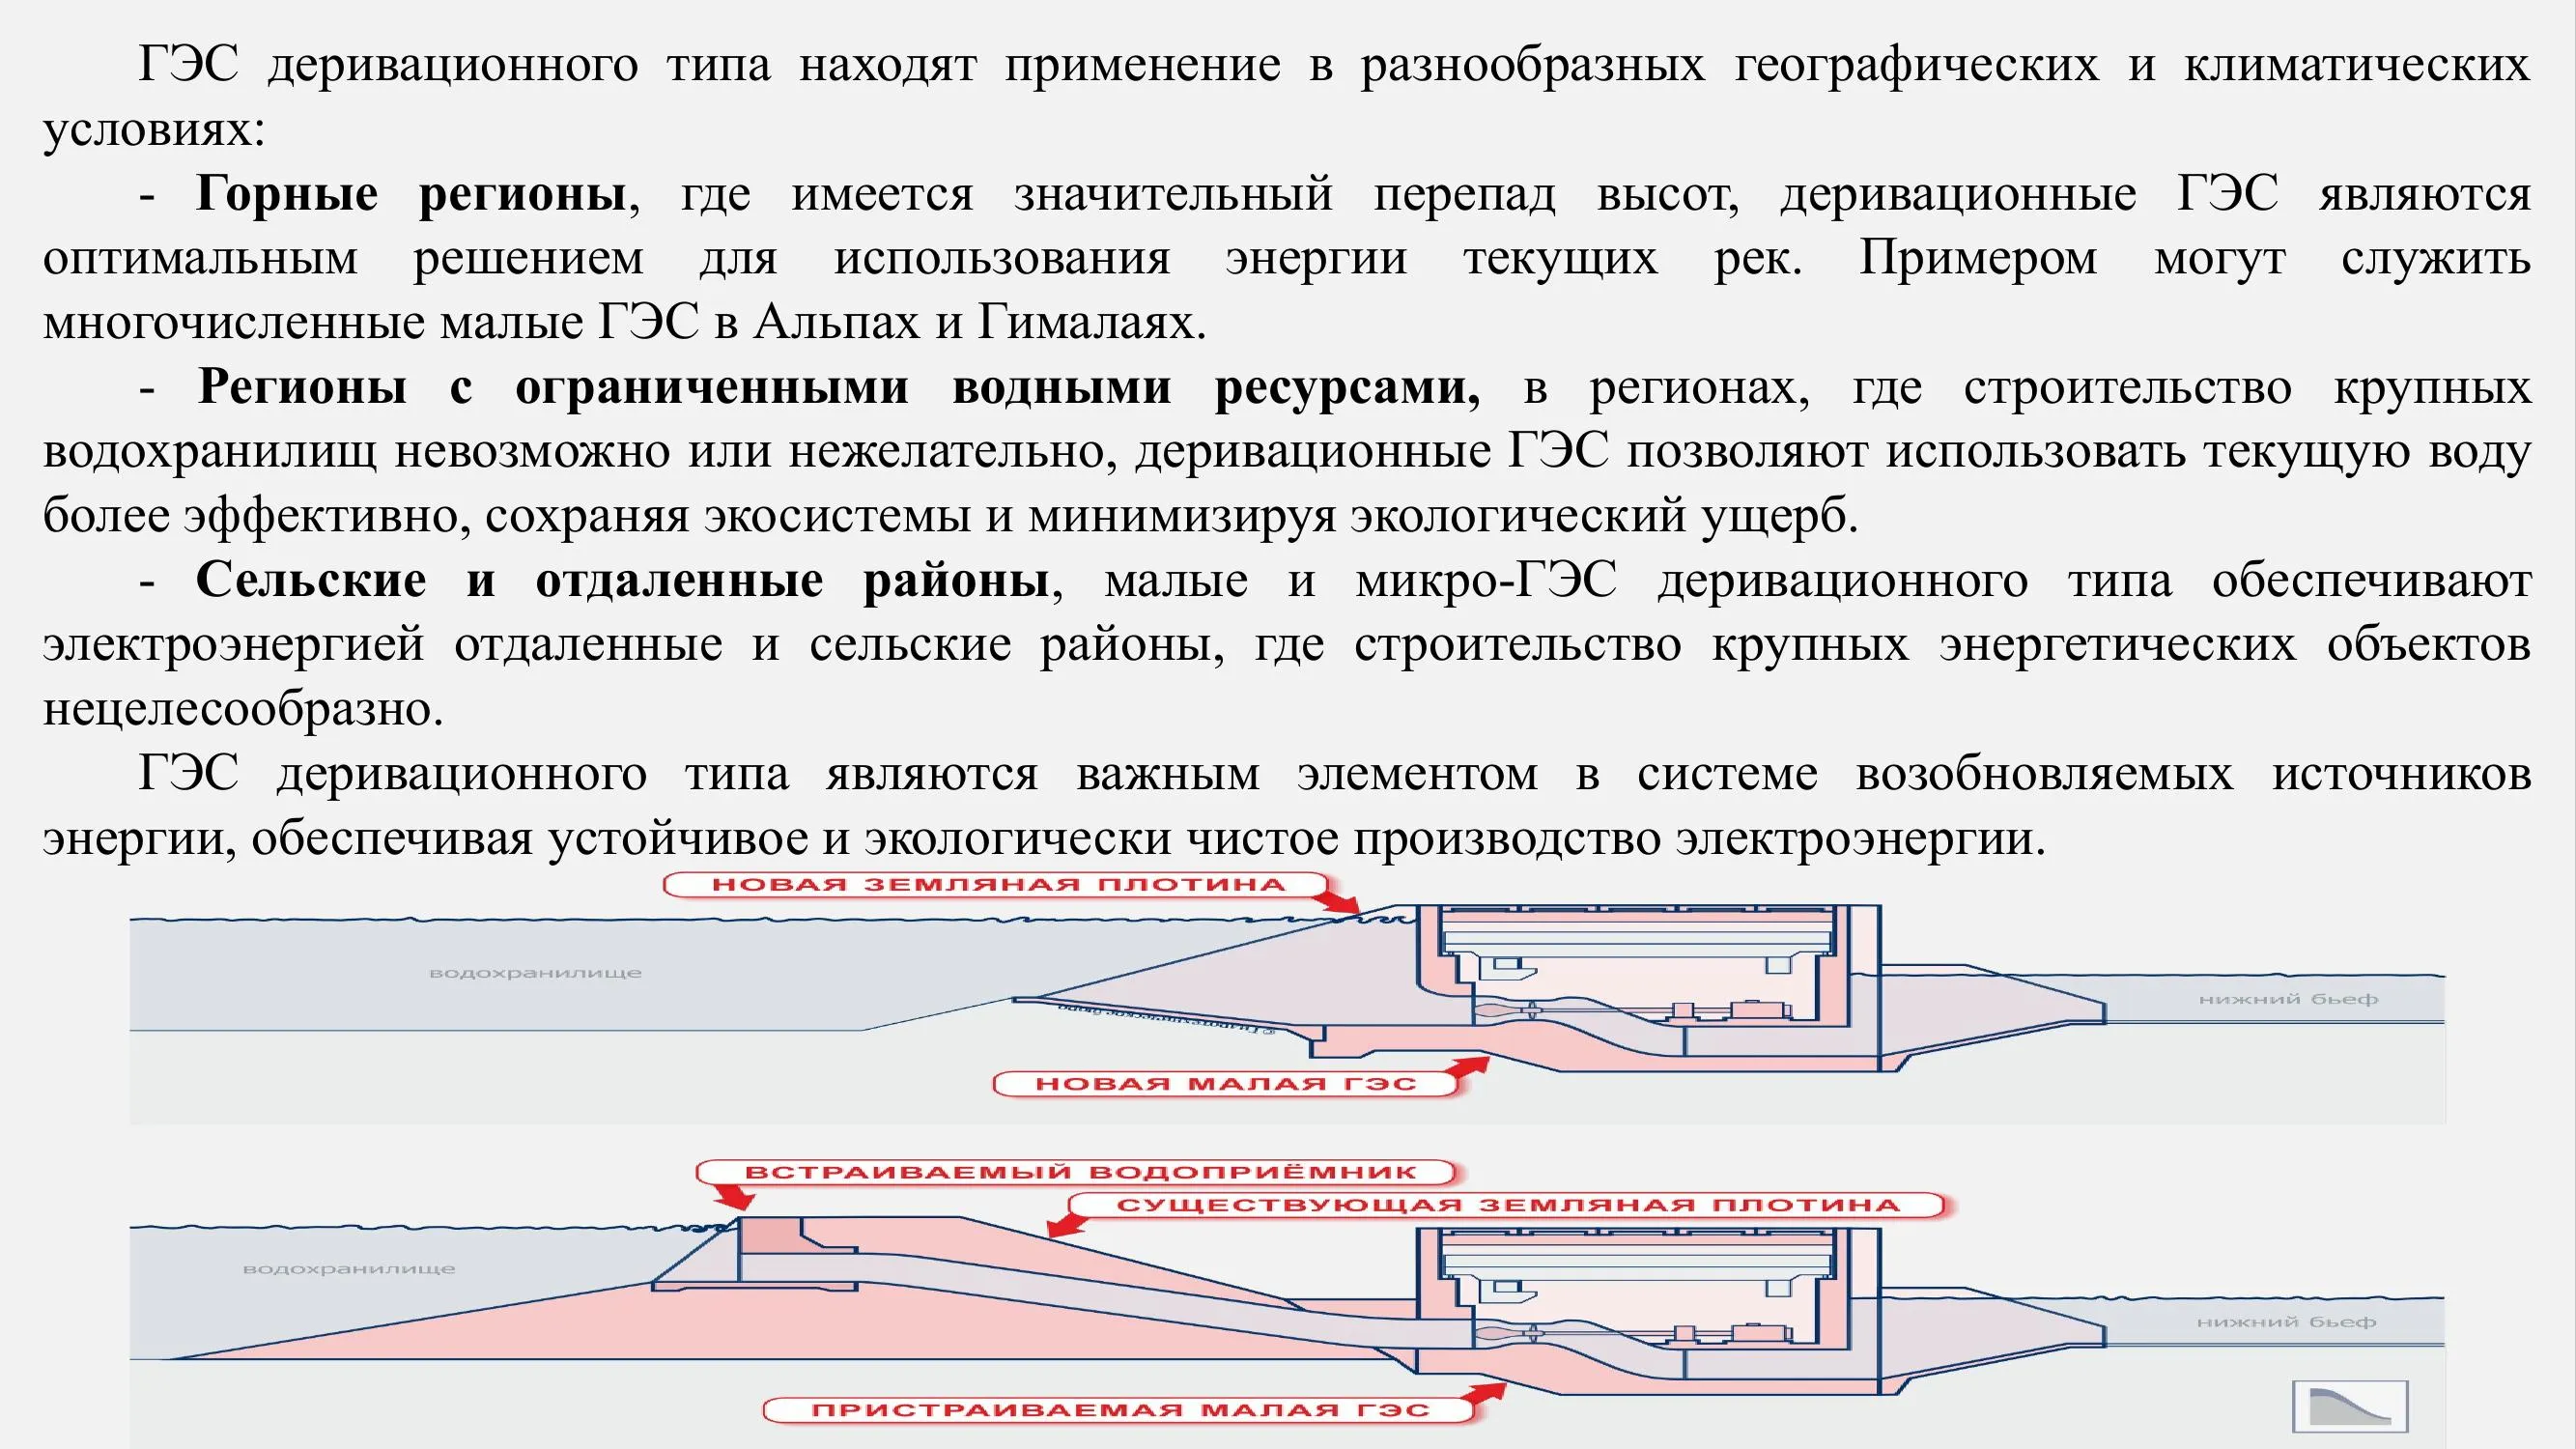 ГЭС деривационного типа находят применение в разнообразных географических и климатических
условиях:
- Горные регионы, где имеется значительный перепад высот, деривационные ГЭС являются
оптимальным решением для использования энергии текущих рек. Примером могут служить
многочисленные малые ГЭС в Альпах и Гималаях.
- Регионы с ограниченными водными ресурсами, в регионах, где строительство крупных
водохранилищ невозможно или нежелательно, деривационные ГЭС позволяют использовать текущую воду
более эффективно, сохраняя экосистемы и минимизируя экологический ущерб.
- Сельские и отдаленные районы, малые и микро-ГЭС деривационного типа обеспечивают
электроэнергией отдаленные и сельские районы, где строительство крупных энергетических объектов
нецелесообразно.
ГЭС деривационного типа являются важным элементом в системе возобновляемых источников
энергии, обеспечивая устойчивое и экологически чистое производство электроэнергии.
НОВАЯ ЗЕМЛЯНАЯ ПЛОТИНА
водохранилище
нижний бьеф
НОВАЯ МАЛАЯ ГЭС
ВСТРАИВАЕМЫЙ ВОДОПРИЁМНИК
СУЩЕСТВУЮЩАЯ ЗЕМЛЯНАЯ ПЛОТИНА
водохранилище
нижний бьеф
ПРИСТРАИВАЕМАЯ МАЛАЯ ГЭС